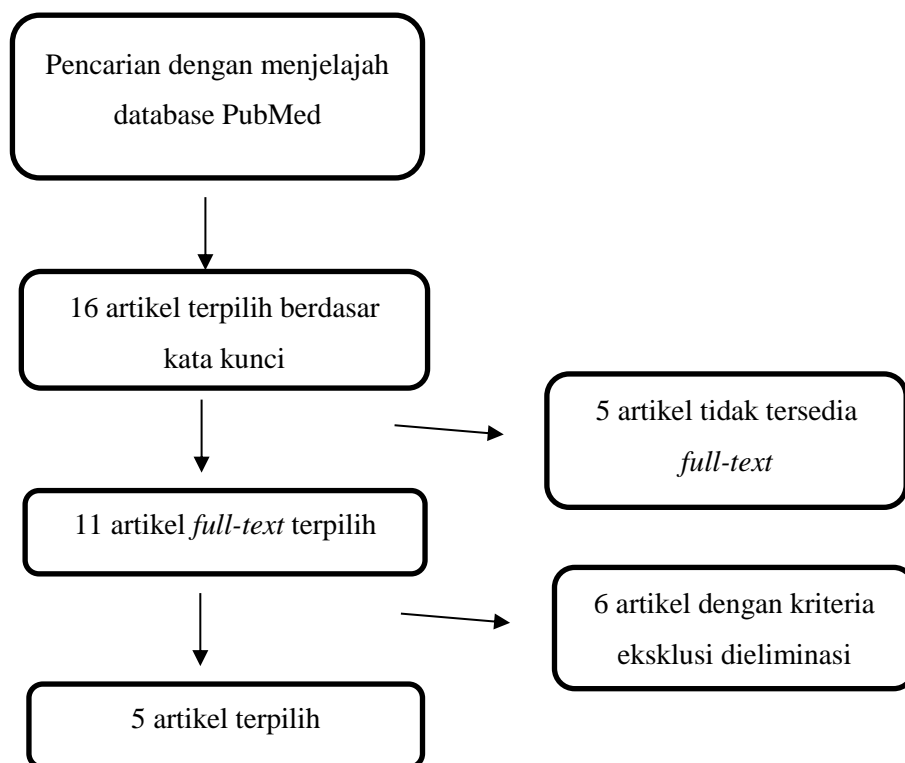 Pencarian dengan menjelajah
database PubMed
16 artikel terpilih berdasar
kata kunci
5 artikel tidak tersedia
full-text
11 artikel full-text terpilih
6 artikel dengan kriteria
eksklusi dieliminasi
5 artikel terpilih